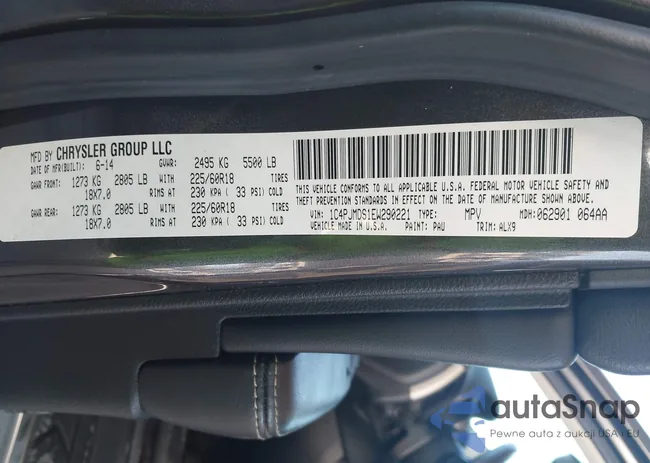 MFD BY CHRYSLER GROUP LLC
DATE OF MFR(BUILT): 6-14 GVWR: 2495 KG 5500 LB
GAWR FRONT: 1273 KG 2805 LB WITH 225/60R18 TIRES
18X7.0 RIMS AT 230 KPA ( 33 PSI) COLD
GAWR REAR: 1273 KG 2805 LB WITH 225/60R18 TIRES
18X7.0 RIMS AT 230 KPA ( 33 PSI) COLD
THIS VEHICLE CONFORMS TO ALL APPLICABLE U.S.A. FEDERAL MOTOR VEHICLE SAFETY AND
THEFT PREVENTION STANDARDS IN EFFECT ON THE DATE OF MANUFACTURE SHOWN ABOVE.
VIN: 1C4PJMDS1EW290221 TYPE: MPV MDH: 062901 064AA
VEHICLE MADE IN U.S.A. PAINT: PAU TRIM: ALX9
autaSnap
Pewne auta z aukcji USA i EU